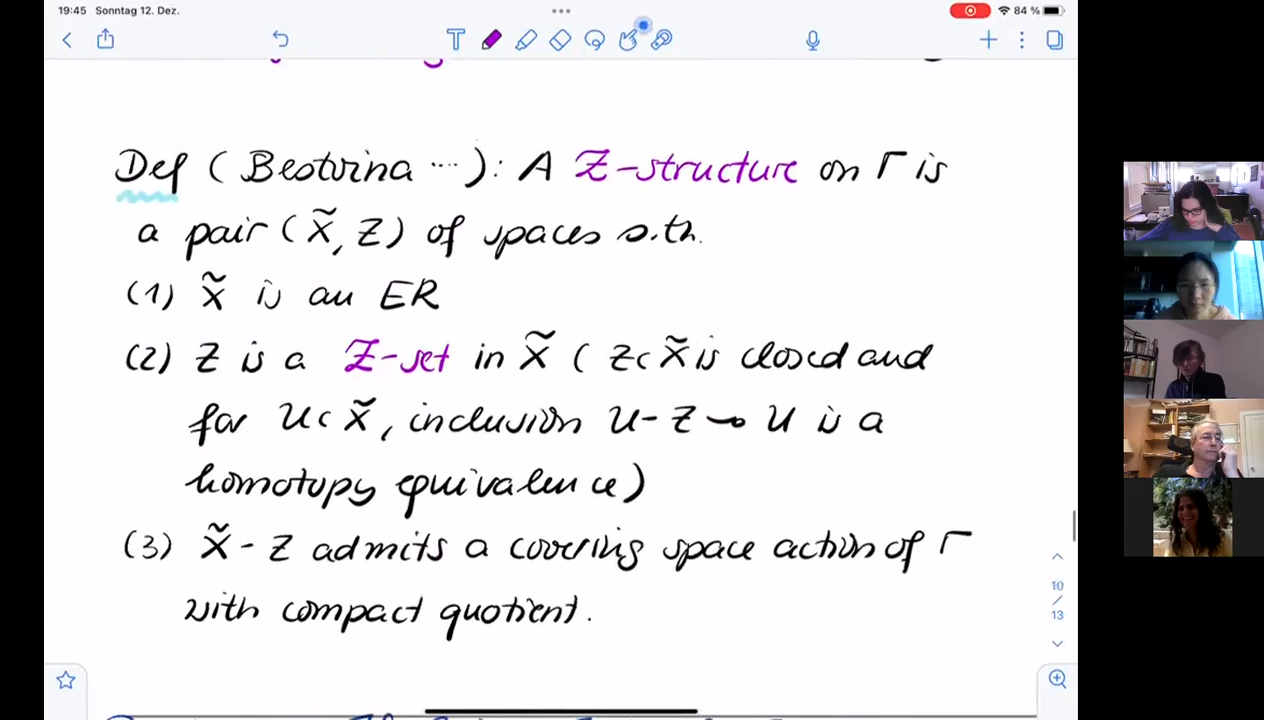 19:45 Sonntag 12. Dez.
84 %
Def (Bestvina ....): A Z-structure on Γ is
a pair (X̃, Z) of spaces s.th.
(1) X̃ is an ER
(2) Z is a Z-set in X̃ ( Z ⊂ X̃ is closed and
for U ⊂ X̃, inclusion U - Z → U is a
homotopy equivalence)
(3) X̃ - Z admits a covering space action of Γ
with compact quotient.
10
/
13